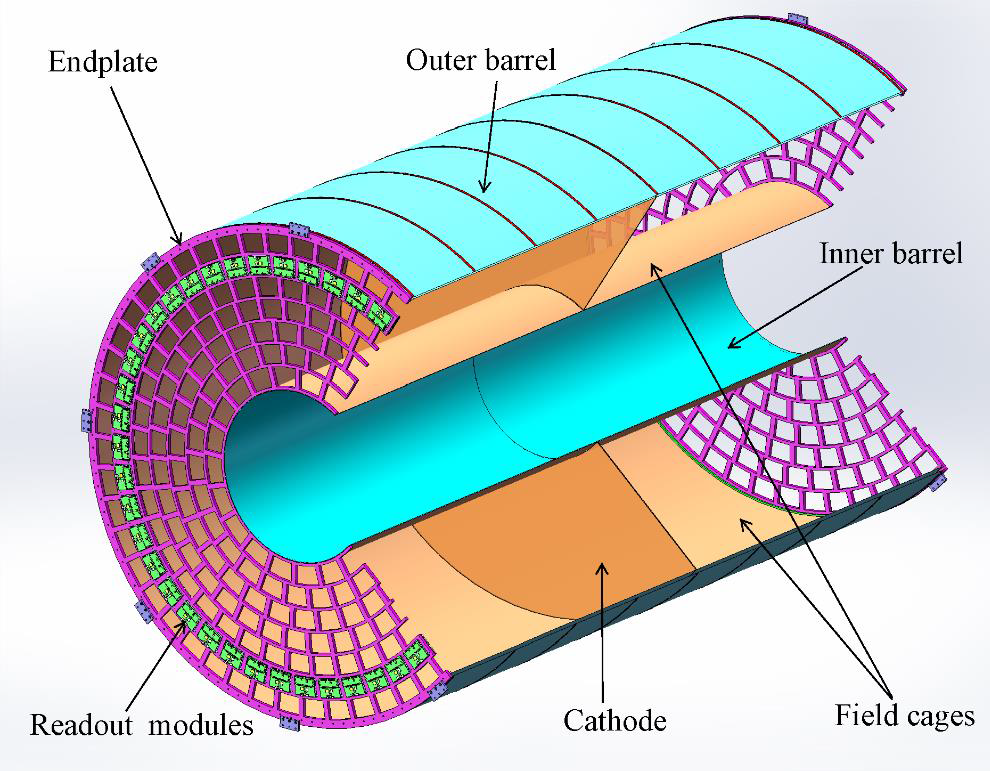 Endplate
Outer barrel
Inner barrel
Readout modules
Cathode
Field cages